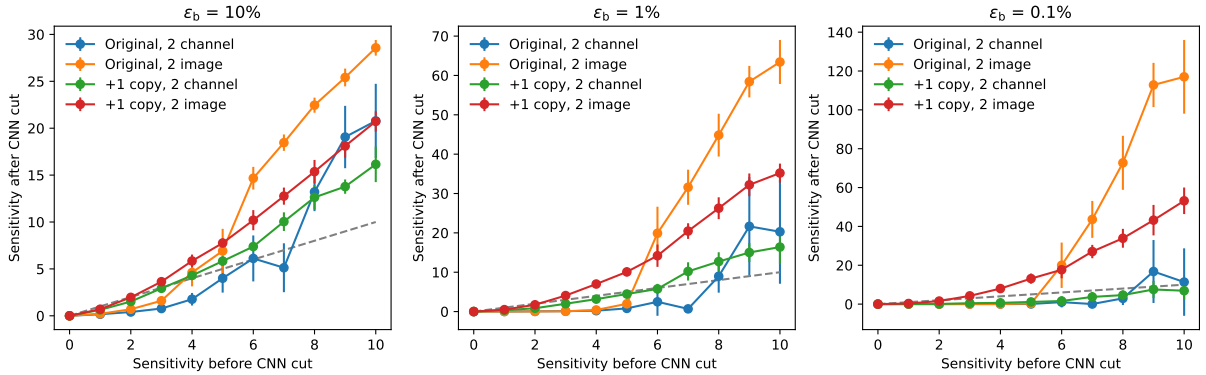 ε_b = 10%
Sensitivity after CNN cut
30
25
20
15
10
5
0
Original, 2 channel
Original, 2 image
+1 copy, 2 channel
+1 copy, 2 image
0 2 4 6 8 10
Sensitivity before CNN cut
ε_b = 1%
Sensitivity after CNN cut
70
60
50
40
30
20
10
0
Original, 2 channel
Original, 2 image
+1 copy, 2 channel
+1 copy, 2 image
0 2 4 6 8 10
Sensitivity before CNN cut
ε_b = 0.1%
Sensitivity after CNN cut
140
120
100
80
60
40
20
0
Original, 2 channel
Original, 2 image
+1 copy, 2 channel
+1 copy, 2 image
0 2 4 6 8 10
Sensitivity before CNN cut